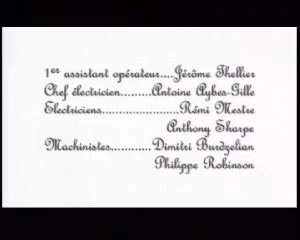 1er assistant opérateur....Jérôme Thellier
Chef électricien.........Antoine Aybes-Gille
Electriciens.......................Rémi Mestre
Anthony Sharpe
Machinistes............Dimitri Burdzelian
Philippe Robinson